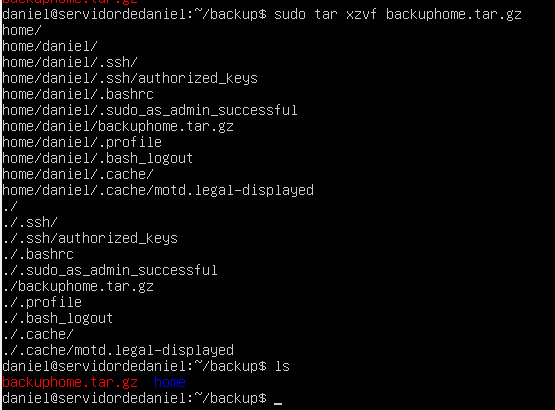 backuphome.tar.gz
daniel@servidordedaniel:~/backup$ sudo tar xzvf backuphome.tar.gz
home/
home/daniel/
home/daniel/.ssh/
home/daniel/.ssh/authorized_keys
home/daniel/.bashrc
home/daniel/.sudo_as_admin_successful
home/daniel/backuphome.tar.gz
home/daniel/.profile
home/daniel/.bash_logout
home/daniel/.cache/
home/daniel/.cache/motd.legal-displayed
./
./.ssh/
./.ssh/authorized_keys
./.bashrc
./.sudo_as_admin_successful
./backuphome.tar.gz
./.profile
./.bash_logout
./.cache/
./.cache/motd.legal-displayed
daniel@servidordedaniel:~/backup$ ls
backuphome.tar.gz  home
daniel@servidordedaniel:~/backup$ _